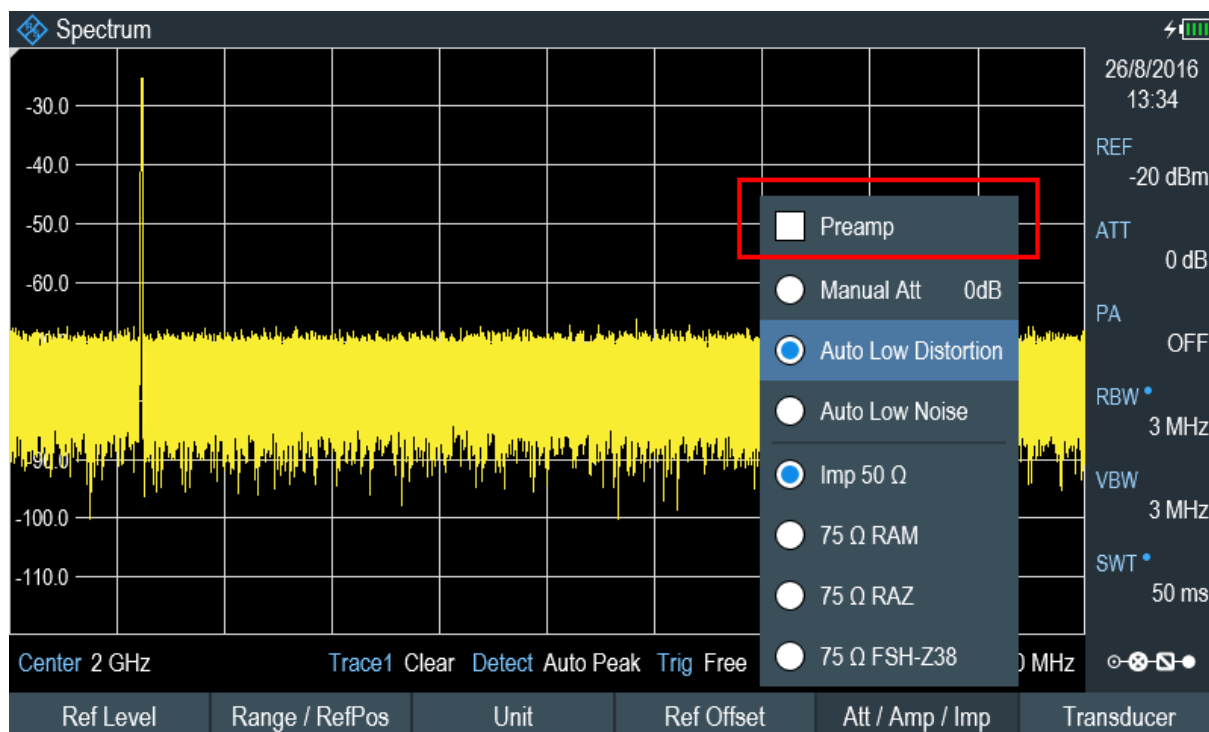 Spectrum
26/8/2016
13:34
-30.0
-40.0
-50.0
-60.0
-100.0
-110.0
REF
-20 dBm
ATT
0 dB
PA
OFF
RBW
3 MHz
VBW
3 MHz
SWT
50 ms
Preamp
Manual Att 0dB
Auto Low Distortion
Auto Low Noise
Imp 50 Ω
75 Ω RAM
75 Ω RAZ
75 Ω FSH-Z38
Center 2 GHz Trace1 Clear Detect Auto Peak Trig Free 0 MHz
Ref Level Range / RefPos Unit Ref Offset Att / Amp / Imp Transducer